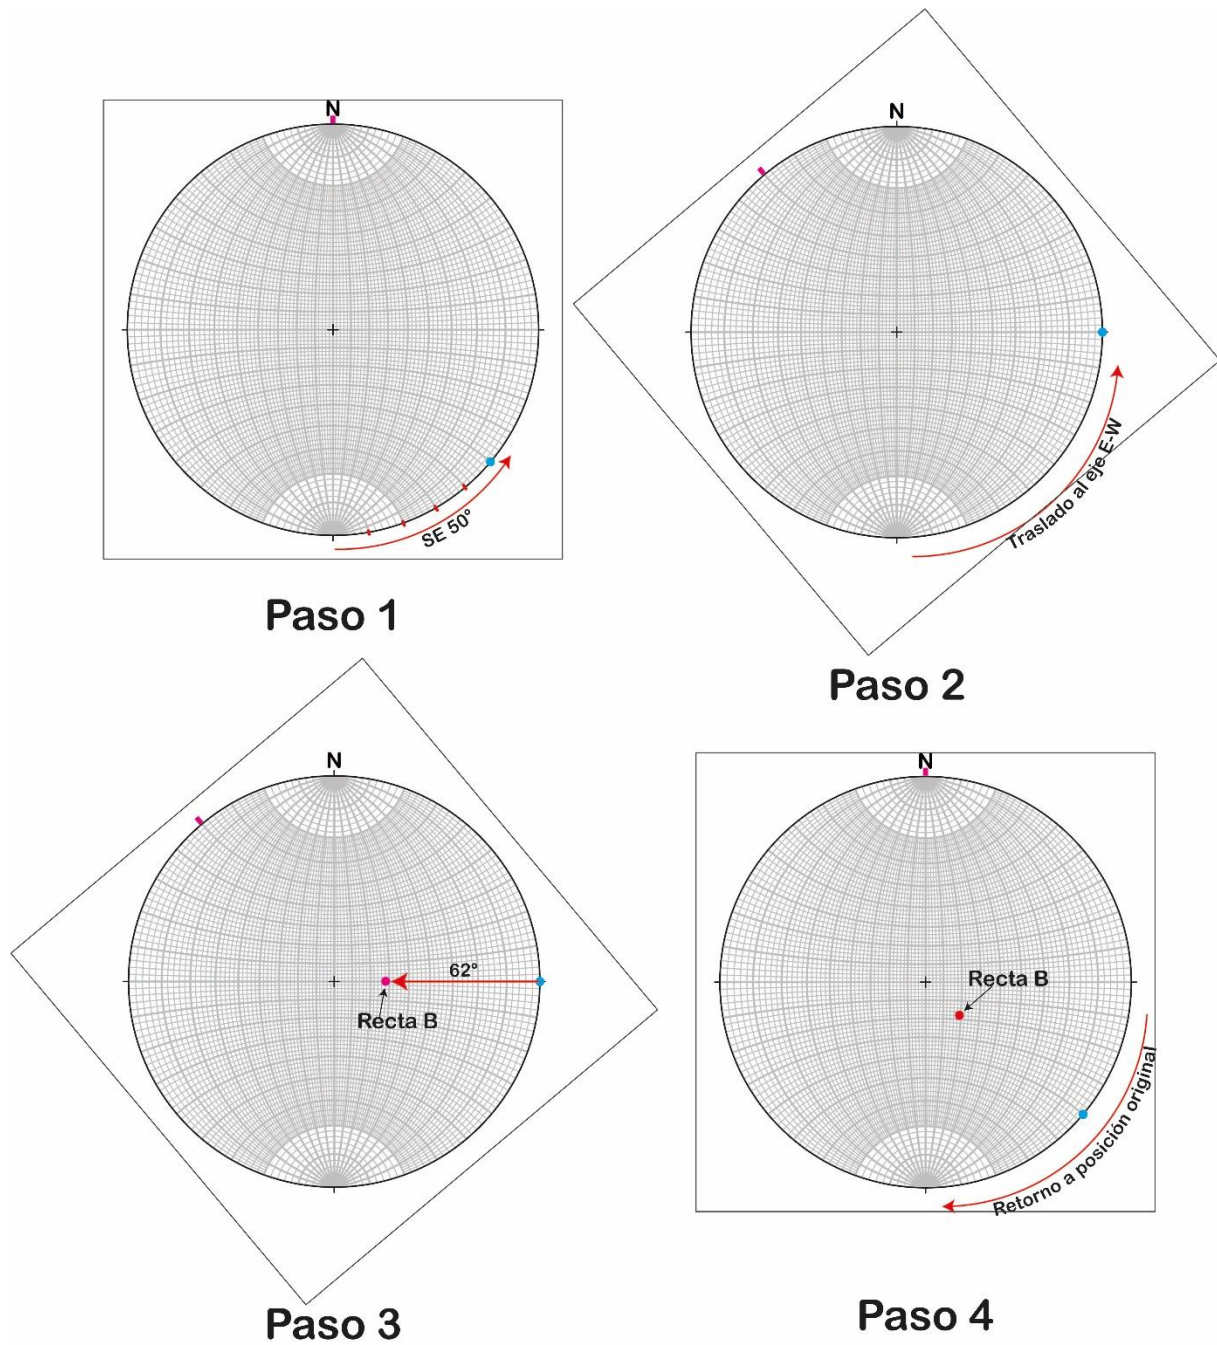 N
SE 50°
Paso 1
N
Traslado al eje E-W
Paso 2
N
62°
Recta B
Paso 3
N
Recta B
Retorno a posición original
Paso 4